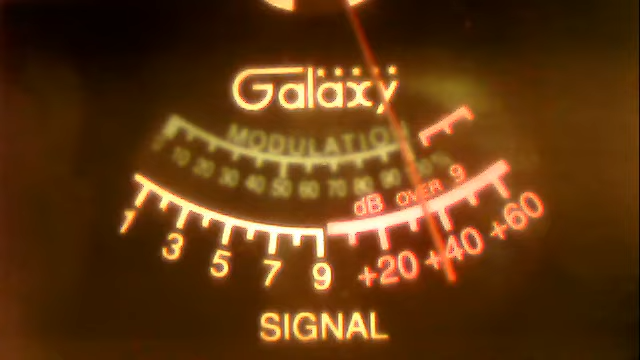 Galaxy
MODULATION
10 20 30 40 50 60 70 80 90
dB OVER 9
1 3 5 7 9 +20 +40 +60
SIGNAL